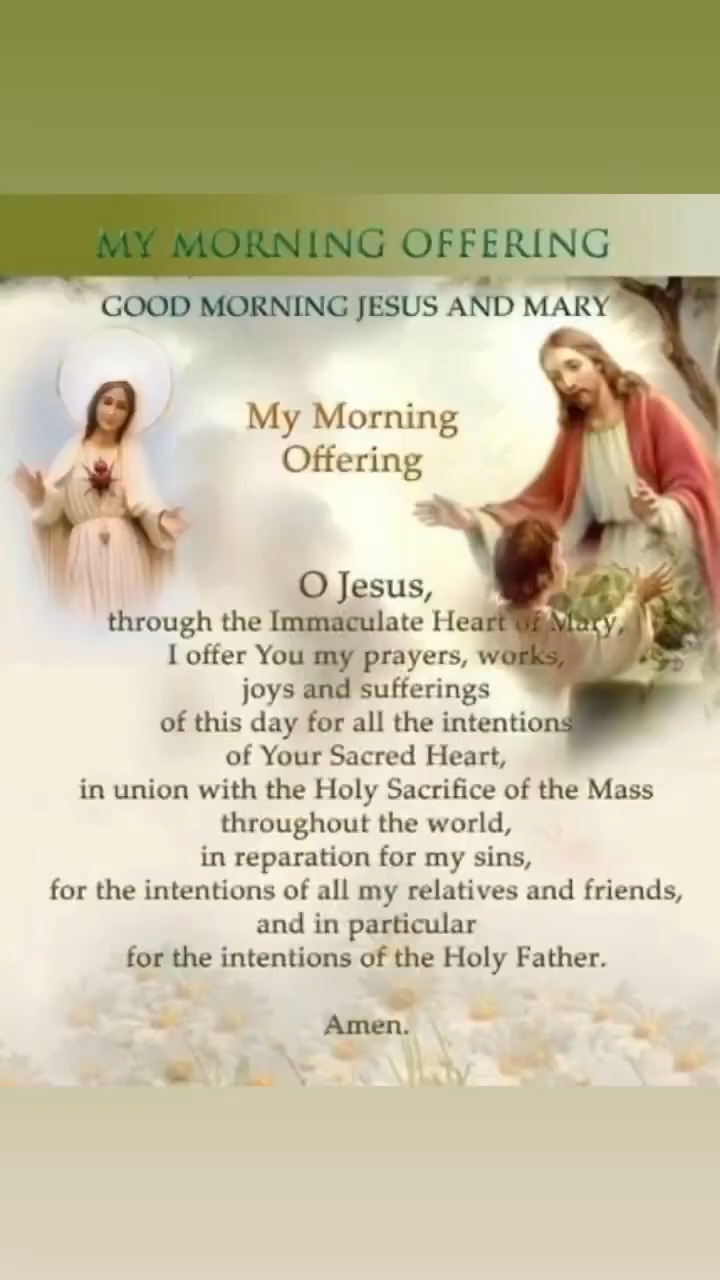 MY MORNING OFFERING
GOOD MORNING JESUS AND MARY
My Morning
Offering
O Jesus,
through the Immaculate Heart of Mary,
I offer You my prayers, works,
joys and sufferings
of this day for all the intentions
of Your Sacred Heart,
in union with the Holy Sacrifice of the Mass
throughout the world,
in reparation for my sins,
for the intentions of all my relatives and friends,
and in particular
for the intentions of the Holy Father.
Amen.